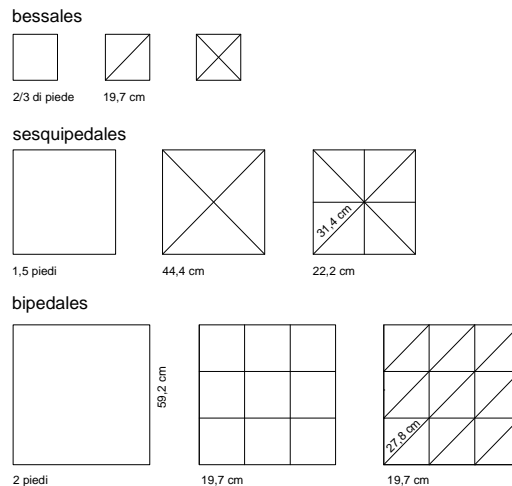 bessales
2/3 di piede
19,7 cm
sesquipedales
31,4 cm
1,5 piedi
44,4 cm
22,2 cm
bipedales
59,2 cm
27,8 cm
2 piedi
19,7 cm
19,7 cm